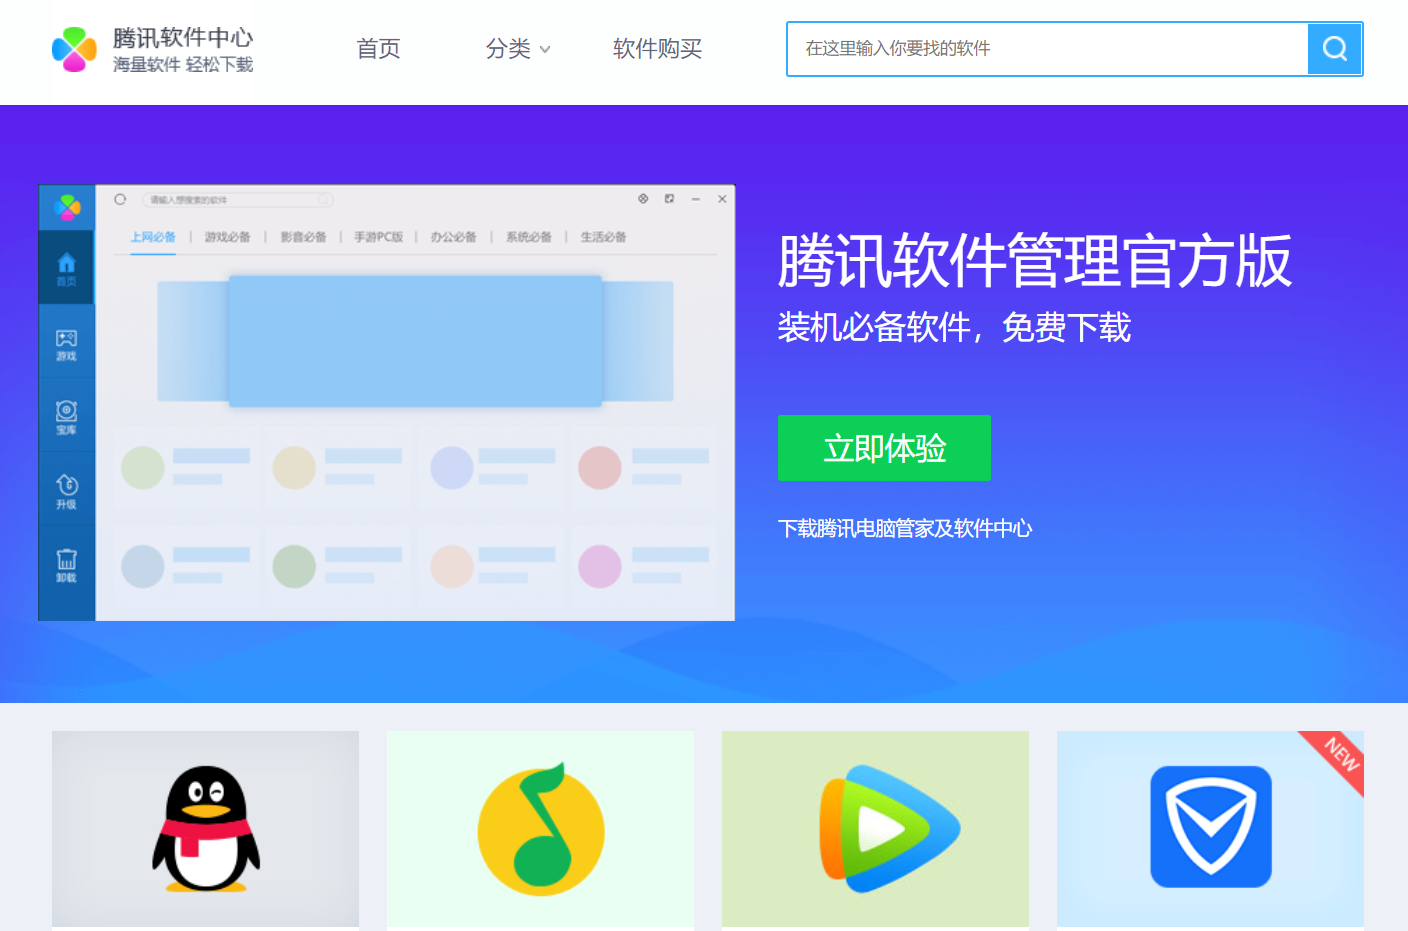 腾讯软件中心
海量软件 轻松下载
首页
分类
软件购买
在这里输入你要找的软件
请输入想搜索的软件
上网必备 | 游戏必备 | 影音必备 | 手游PC版 | 办公必备 | 系统必备 | 生活必备
首页
游戏
宝库
升级
卸载
腾讯软件管理官方版
装机必备软件，免费下载
立即体验
下载腾讯电脑管家及软件中心
NEW